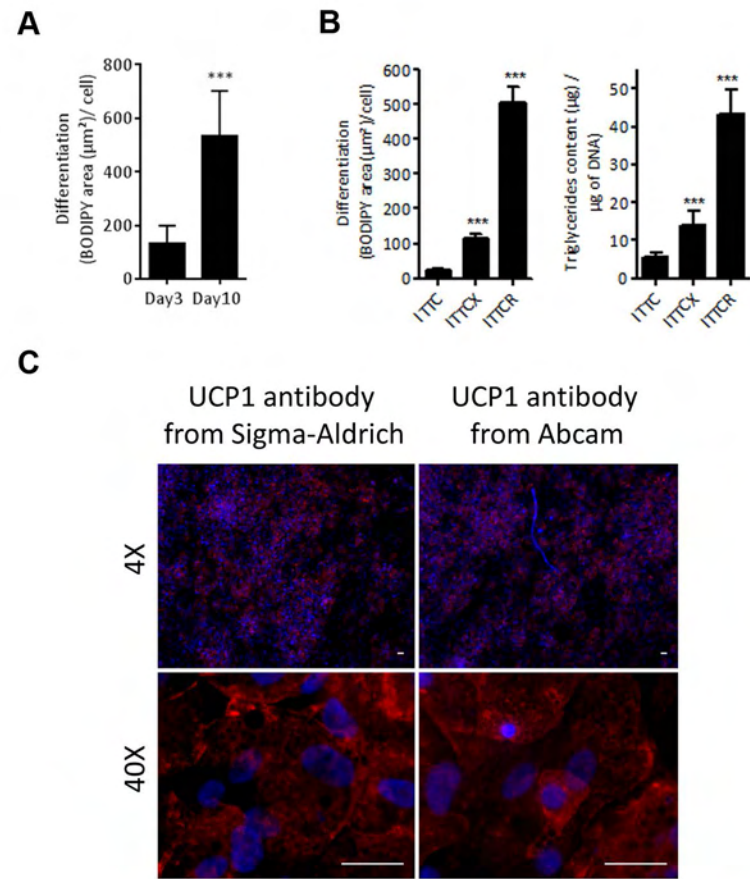 A
Differentiation
(BODIPY area (µm²)/ cell)
800
600
400
200
0
***
Day3 Day10
B
Differentiation
(BODIPY area (µm²)/cell)
600
500
400
300
200
100
0
***
***
ITTC
ITTCX
ITTCR
Triglycerides content (µg) /
µg of DNA)
50
40
30
20
10
0
***
***
ITTC
ITTCX
ITTCR
C
UCP1 antibody
from Sigma-Aldrich
UCP1 antibody
from Abcam
4X
40X